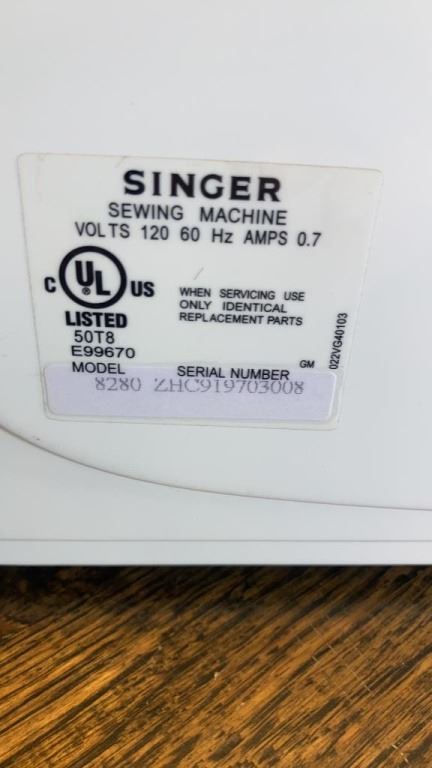 SINGER
SEWING MACHINE
VOLTS 120 60 Hz AMPS 0.7
C UL ® US
LISTED
50T8
E99670
WHEN SERVICING USE
ONLY IDENTICAL
REPLACEMENT PARTS
022VG40103
MODEL SERIAL NUMBER GM
8280 ZHC919703008